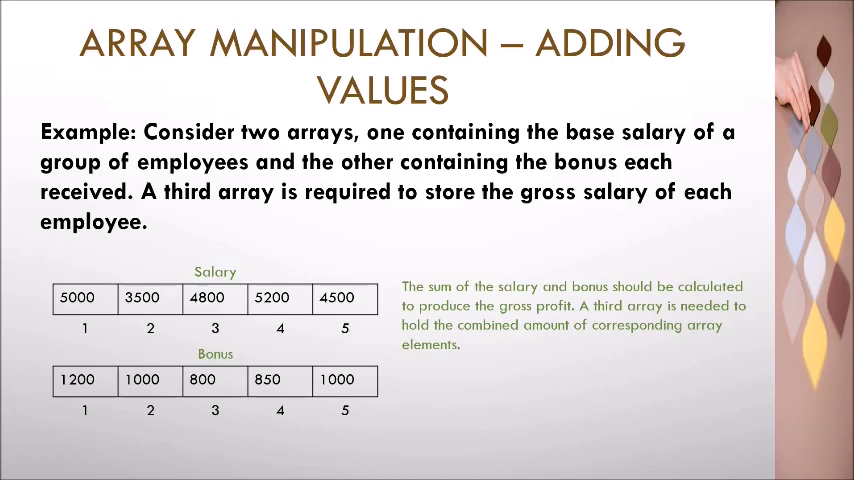 ARRAY MANIPULATION – ADDING
VALUES
Example: Consider two arrays, one containing the base salary of a
group of employees and the other containing the bonus each
received. A third array is required to store the gross salary of each
employee.
Salary
5000 3500 4800 5200 4500
1 2 3 4 5
Bonus
1200 1000 800 850 1000
1 2 3 4 5
The sum of the salary and bonus should be calculated
to produce the gross profit. A third array is needed to
hold the combined amount of corresponding array
elements.